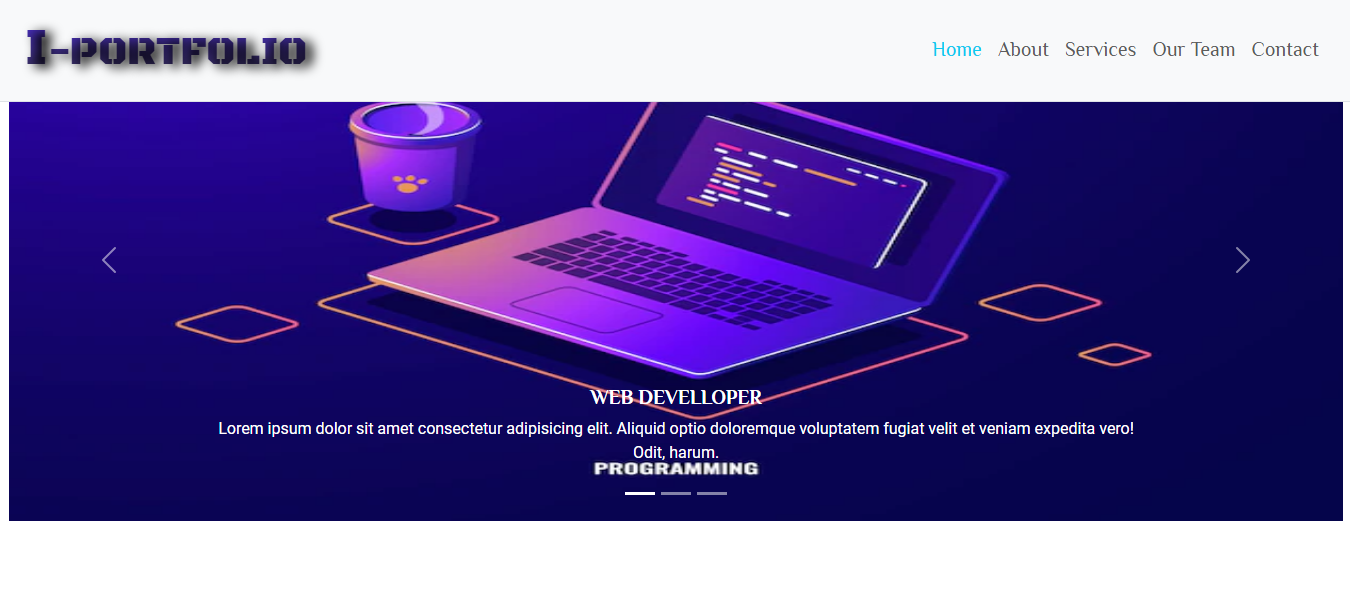 I-PORTFOLIO
Home About Services Our Team Contact
WEB DEVELLOPER
Lorem ipsum dolor sit amet consectetur adipisicing elit. Aliquid optio doloremque voluptatem fugiat velit et veniam expedita vero!
Odit, harum.
PROGRAMMING